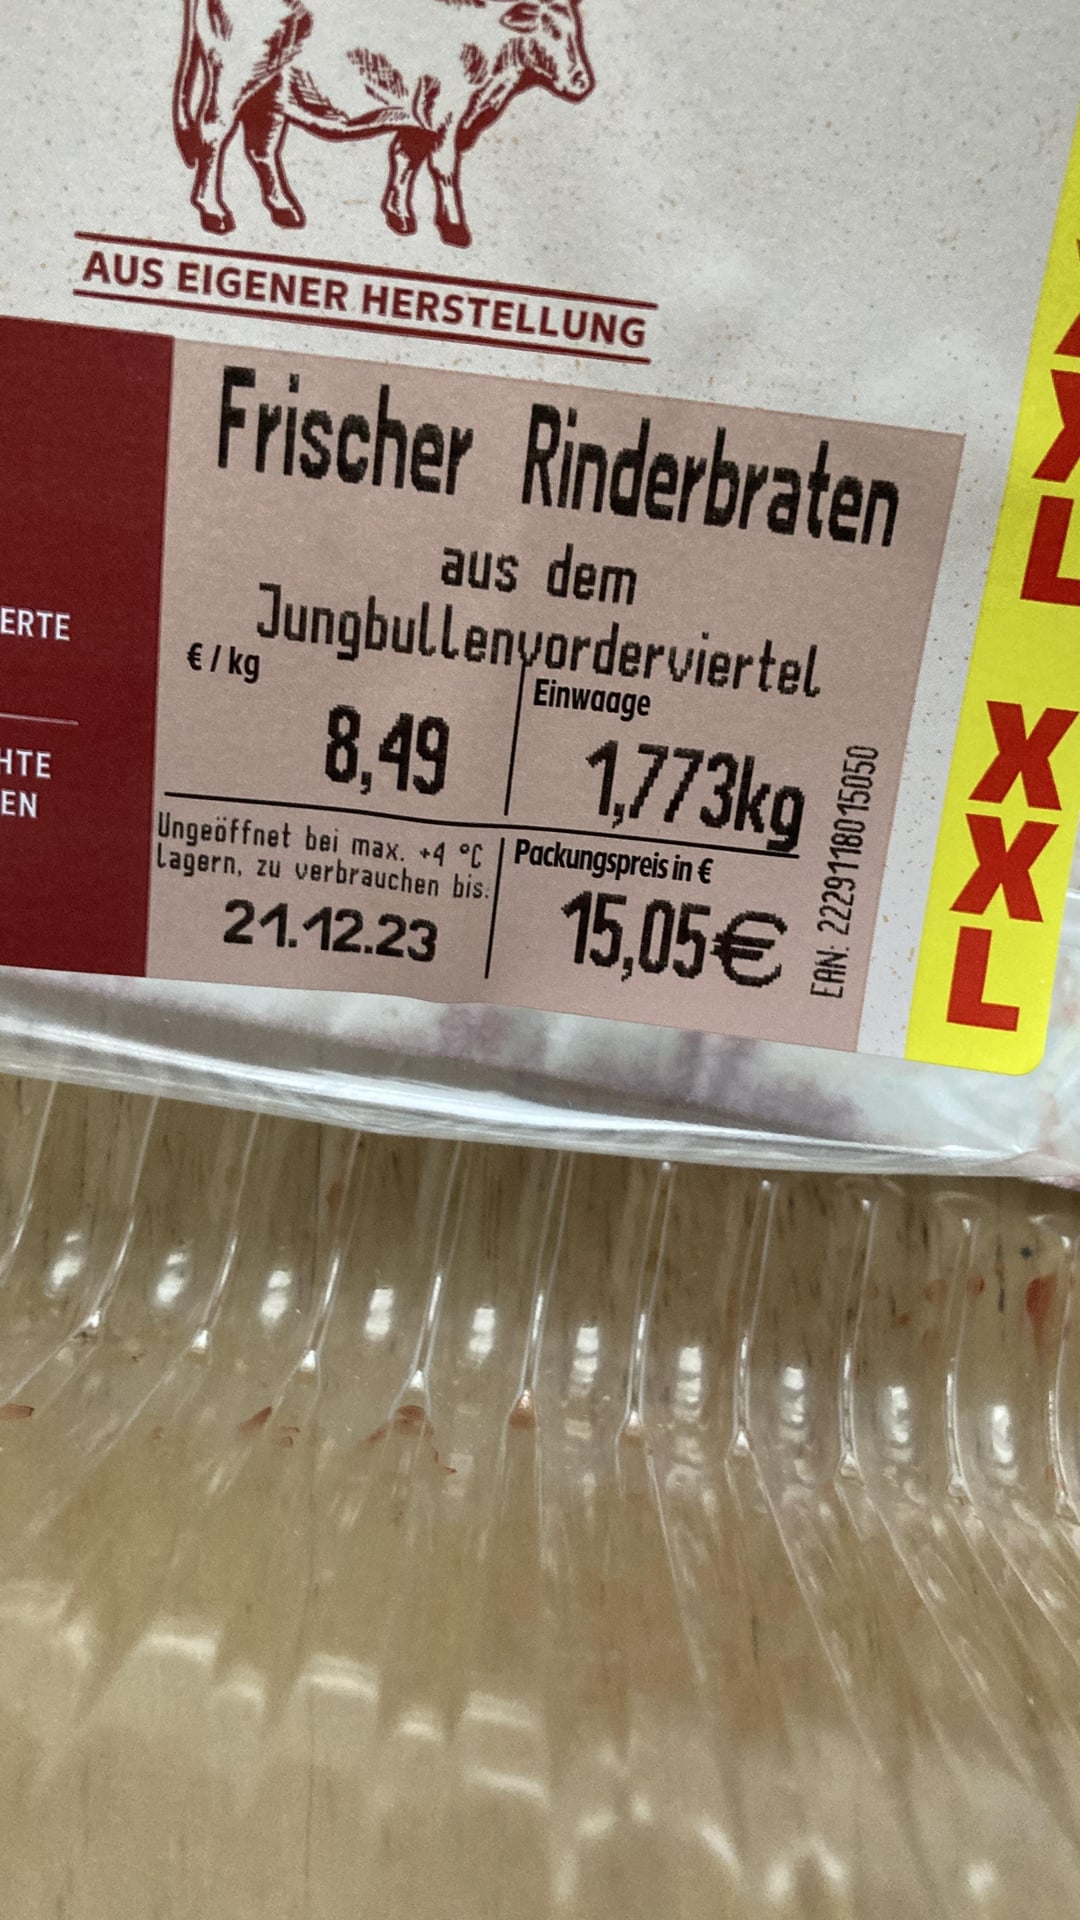 AUS EIGENER HERSTELLUNG
Frischer Rinderbraten
aus dem
Jungbullenvorderviertel
€ / kg
8,49
Einwaage
1,773kg
Ungeöffnet bei max. +4 °C
Lagern, zu verbrauchen bis:
21.12.23
Packungspreis in €
15,05€
EAN: 2229118015050
ERTE
HTE
EN
XXL
XXL